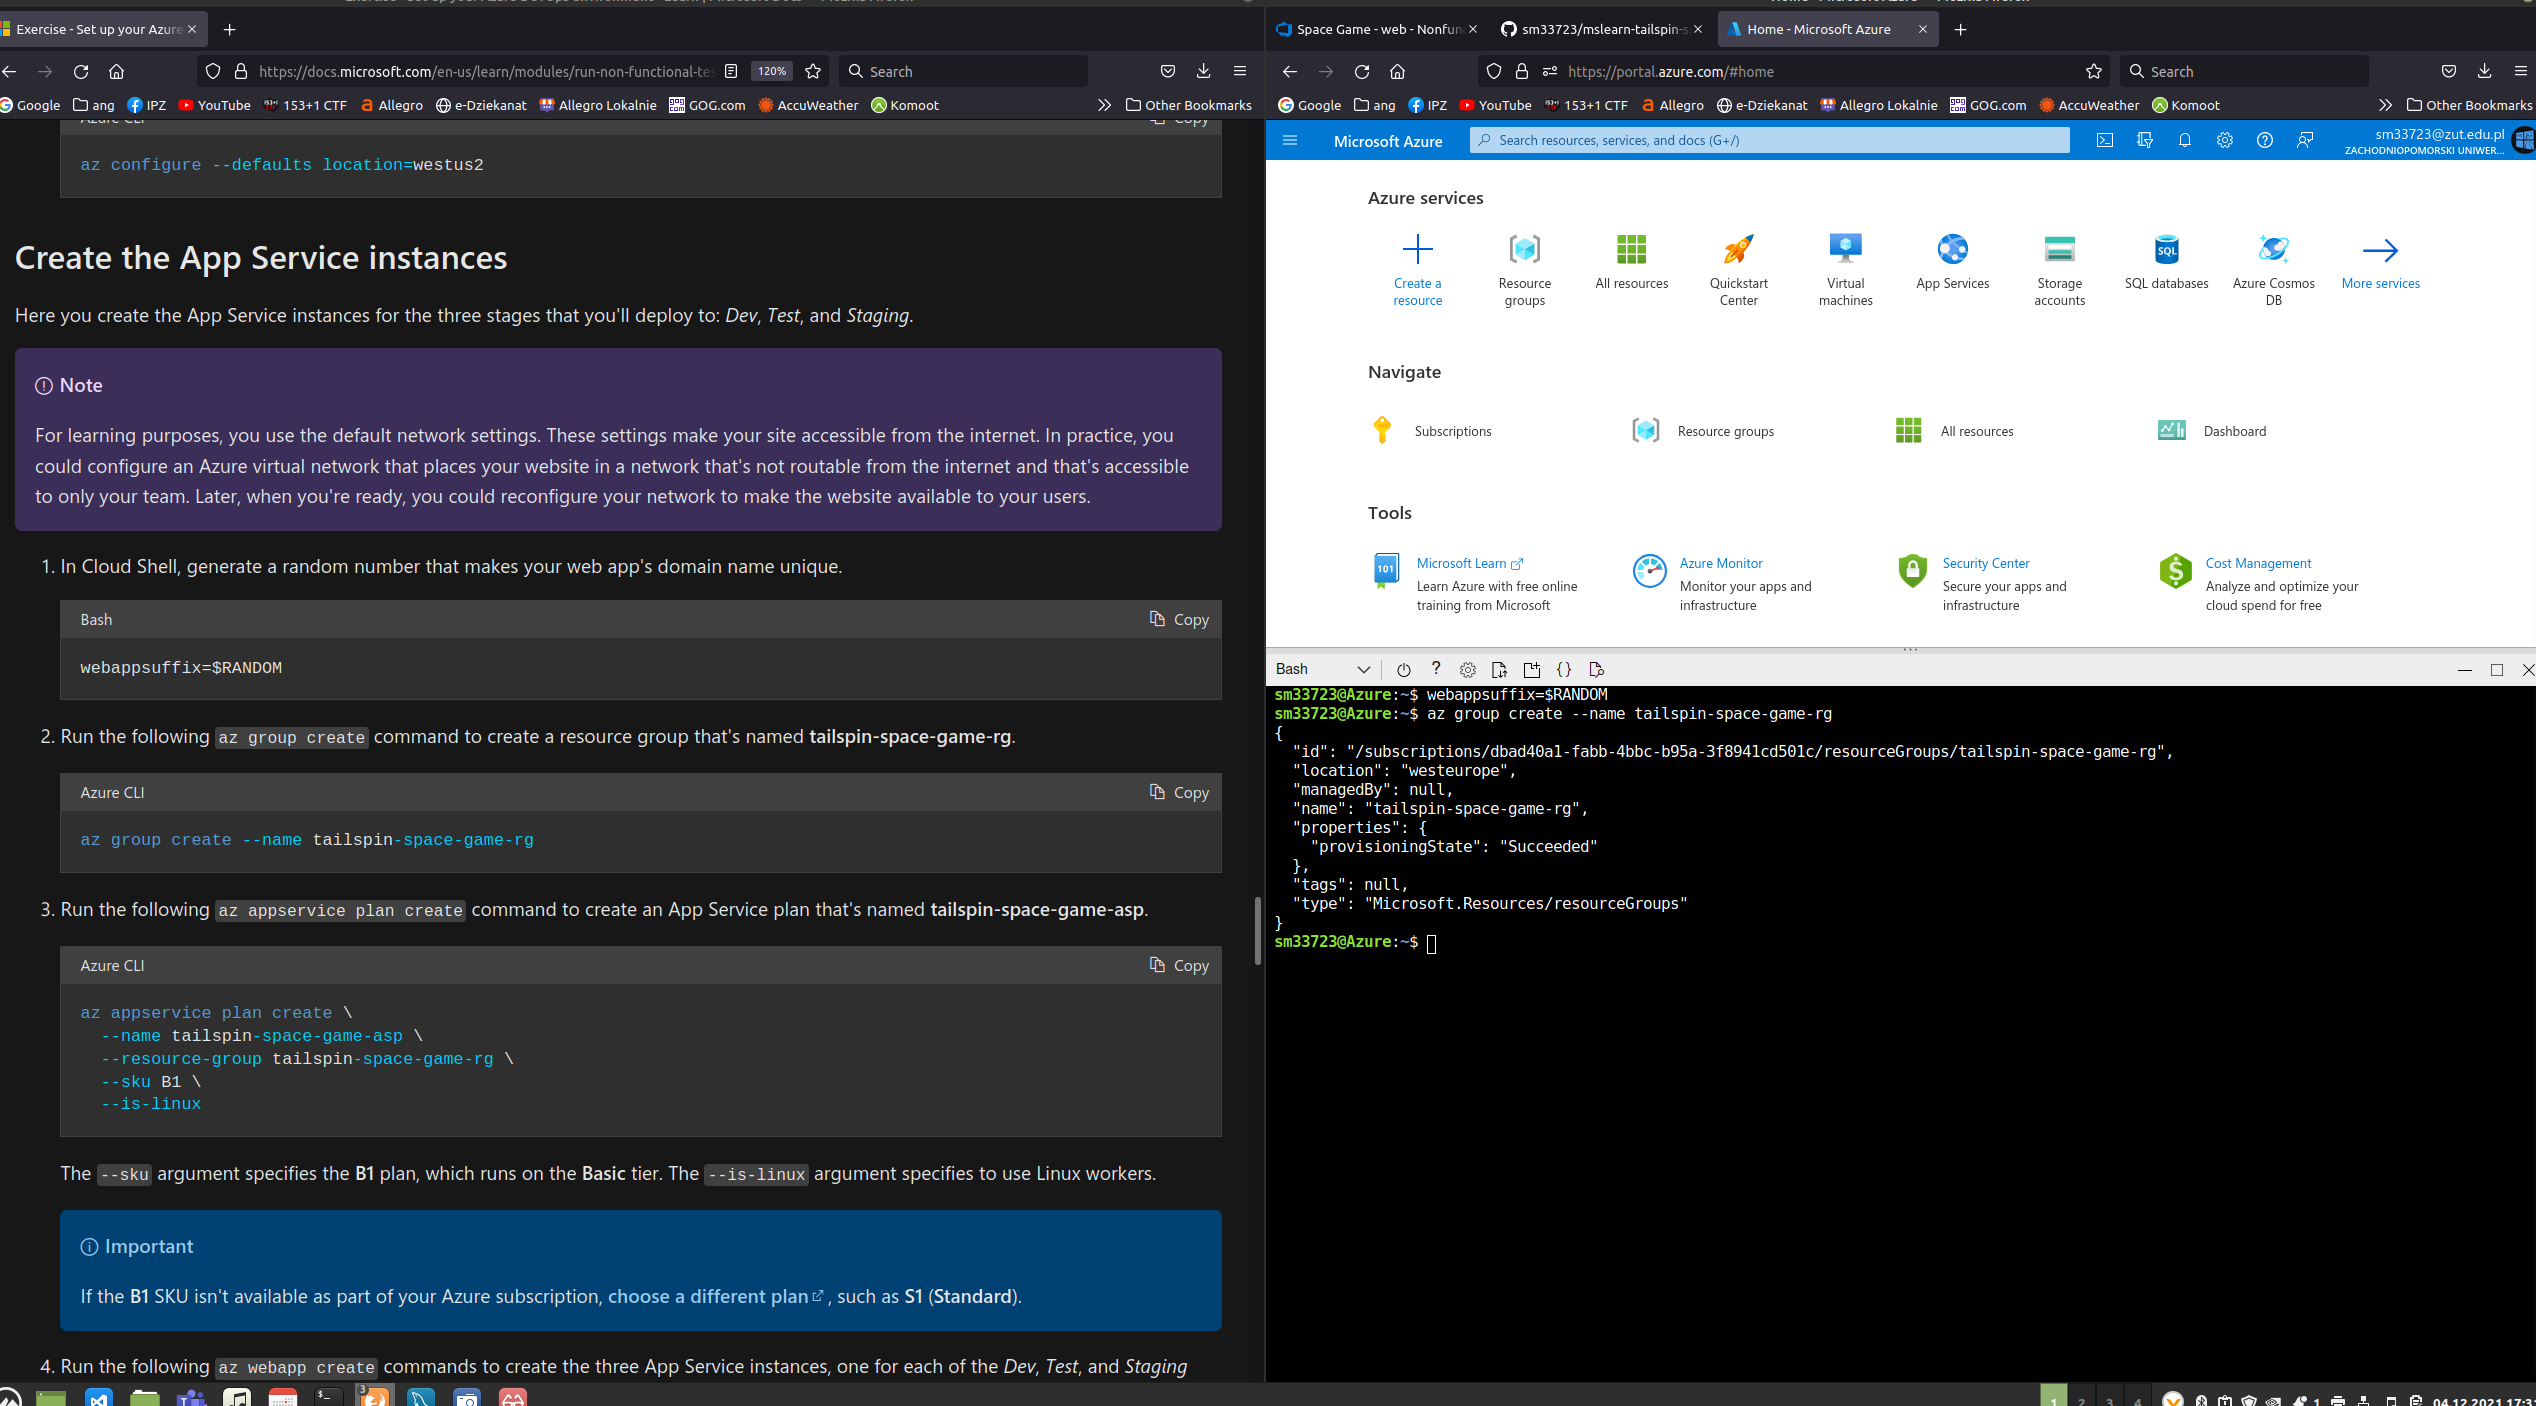 Exercise - Set up your Azure
https://docs.microsoft.com/en-us/learn/modules/run-non-functional-tes
120%
Search
Google
ang
IPZ
YouTube
153+1 CTF
Allegro
e-Dziekanat
Allegro Lokalnie
GOG.com
AccuWeather
Komoot
Other Bookmarks
Azure CLI
Copy
az configure --defaults location=westus2
Create the App Service instances
Here you create the App Service instances for the three stages that you'll deploy to: Dev, Test, and Staging.
Note
For learning purposes, you use the default network settings. These settings make your site accessible from the internet. In practice, you
could configure an Azure virtual network that places your website in a network that's not routable from the internet and that's accessible
to only your team. Later, when you're ready, you could reconfigure your network to make the website available to your users.
1. In Cloud Shell, generate a random number that makes your web app's domain name unique.
Bash
Copy
webappsuffix=$RANDOM
2. Run the following az group create command to create a resource group that's named tailspin-space-game-rg.
Azure CLI
Copy
az group create --name tailspin-space-game-rg
3. Run the following az appservice plan create command to create an App Service plan that's named tailspin-space-game-asp.
Azure CLI
Copy
az appservice plan create \
--name tailspin-space-game-asp \
--resource-group tailspin-space-game-rg \
--sku B1 \
--is-linux
The --sku argument specifies the B1 plan, which runs on the Basic tier. The --is-linux argument specifies to use Linux workers.
Important
If the B1 SKU isn't available as part of your Azure subscription, choose a different plan, such as S1 (Standard).
4. Run the following az webapp create commands to create the three App Service instances, one for each of the Dev, Test, and Staging
Space Game - web - Nonfun
sm33723/mslearn-tailspin-s
Home - Microsoft Azure
https://portal.azure.com/#home
Search
Google
ang
IPZ
YouTube
153+1 CTF
Allegro
e-Dziekanat
Allegro Lokalnie
GOG.com
AccuWeather
Komoot
Other Bookmarks
Microsoft Azure
Search resources, services, and docs (G+/)
sm33723@zut.edu.pl
ZACHODNIOPOMORSKI UNIWER...
Azure services
Create a resource
Resource groups
All resources
Quickstart Center
Virtual machines
App Services
Storage accounts
SQL databases
Azure Cosmos DB
More services
Navigate
Subscriptions
Resource groups
All resources
Dashboard
Tools
Microsoft Learn
Learn Azure with free online
training from Microsoft
Azure Monitor
Monitor your apps and
infrastructure
Security Center
Secure your apps and
infrastructure
Cost Management
Analyze and optimize your
cloud spend for free
Bash
sm33723@Azure:~$ webappsuffix=$RANDOM
sm33723@Azure:~$ az group create --name tailspin-space-game-rg
{
"id": "/subscriptions/dbad40a1-fabb-4bbc-b95a-3f8941cd501c/resourceGroups/tailspin-space-game-rg",
"location": "westeurope",
"managedBy": null,
"name": "tailspin-space-game-rg",
"properties": {
"provisioningState": "Succeeded"
},
"tags": null,
"type": "Microsoft.Resources/resourceGroups"
}
sm33723@Azure:~$
3
1
2
3
4
1
04.12.2021